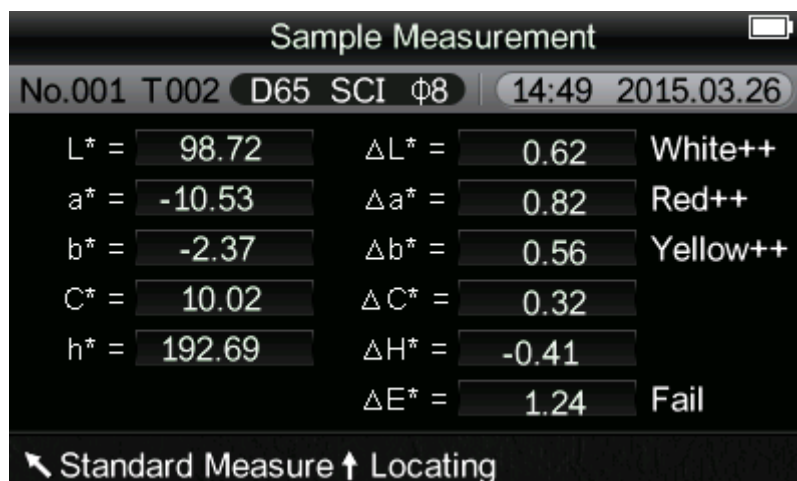 Sample Measurement
No.001 T002 D65 SCI Φ8 14:49 2015.03.26
L* = 98.72 ΔL* = 0.62 White++
a* = -10.53 Δa* = 0.82 Red++
b* = -2.37 Δb* = 0.56 Yellow++
C* = 10.02 ΔC* = 0.32
h* = 192.69 ΔH* = -0.41
ΔE* = 1.24 Fail
↖ Standard Measure ↑ Locating